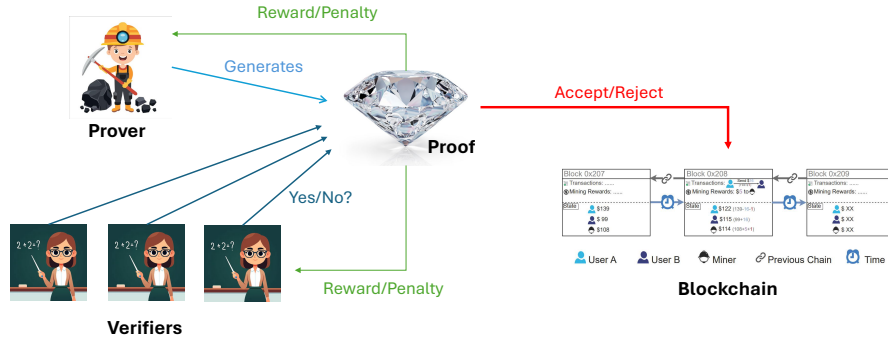 Reward/Penalty
Generates
Prover
Proof
Accept/Reject
Yes/No?
2+2=?
2+2=?
2+2=?
Reward/Penalty
Verifiers
Block 0x207
Transactions: ......
Mining Rewards: ......
State
$139
$ 99
$108
Block 0x208
Transactions:
Mining Rewards: $5 to
State
$122
$115
$114
Block 0x209
Transactions: ......
Mining Rewards: ......
State
$ XX
$ XX
$ XX
User A
User B
Miner
Previous Chain
Time
Blockchain